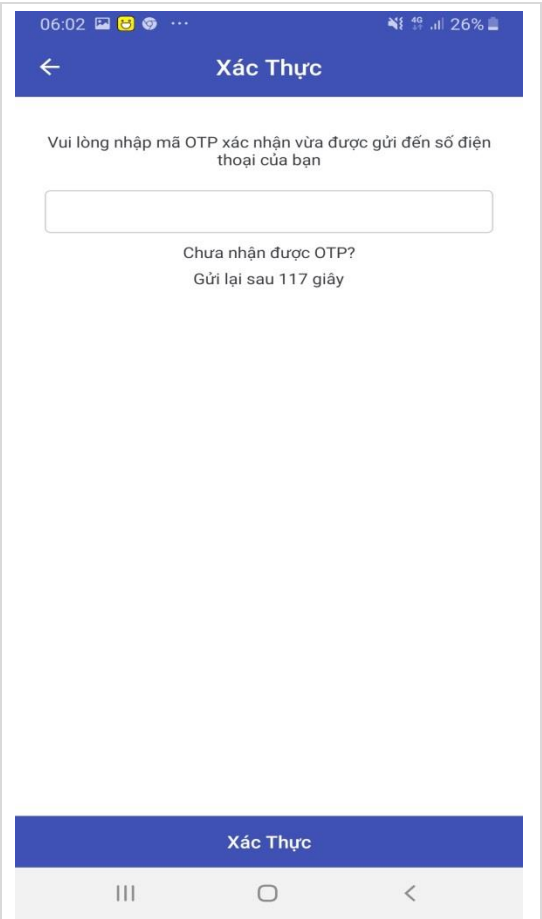 06:02 ... 4G 26%
Xác Thực
Vui lòng nhập mã OTP xác nhận vừa được gửi đến số điện
thoại của bạn
Chưa nhận được OTP?
Gửi lại sau 117 giây
Xác Thực